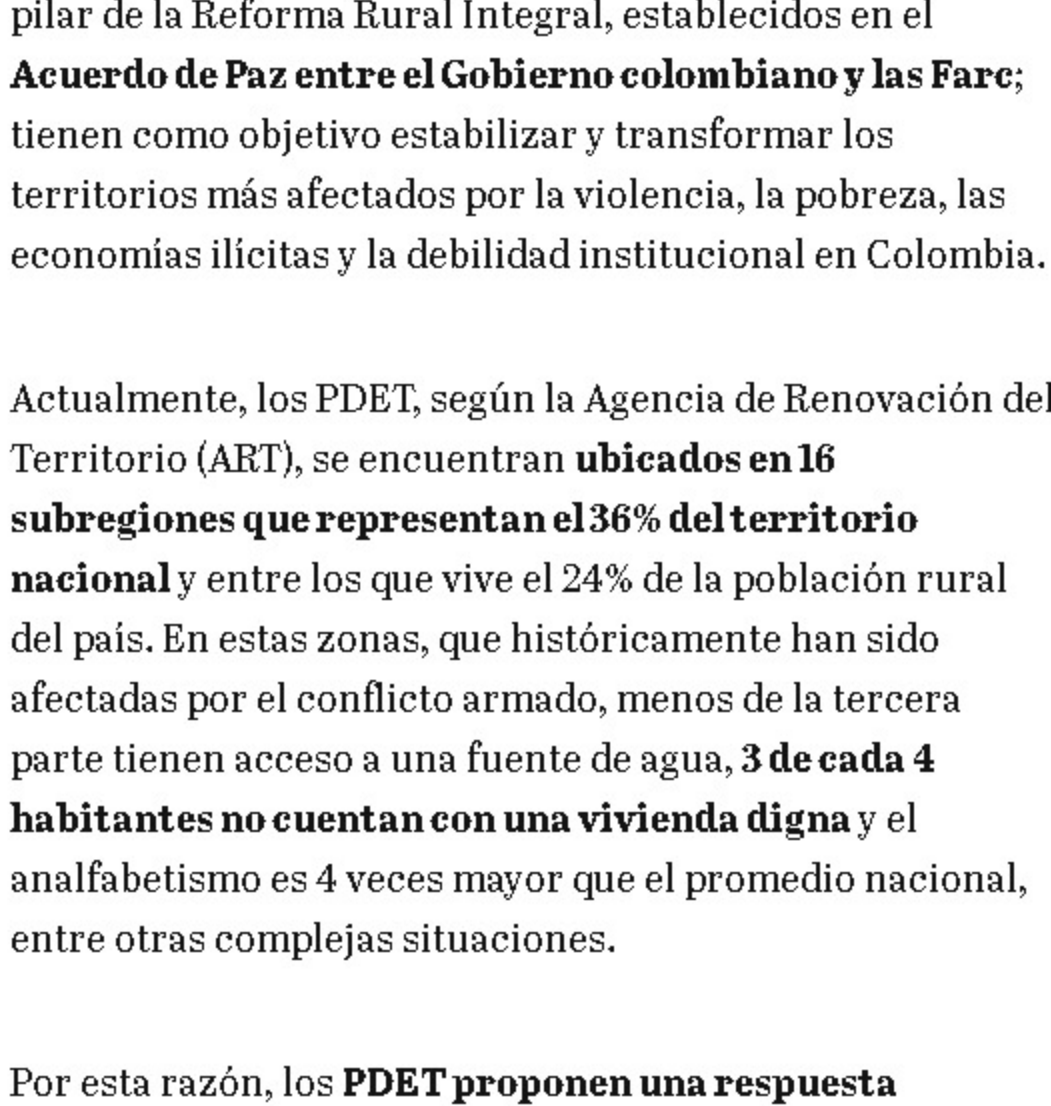 pilar de la Reforma Rural Integral, establecidos en el
Acuerdo de Paz entre el Gobierno colombiano y las Farc;
tienen como objetivo estabilizar y transformar los
territorios más afectados por la violencia, la pobreza, las
economías ilícitas y la debilidad institucional en Colombia.
Actualmente, los PDET, según la Agencia de Renovación del
Territorio (ART), se encuentran ubicados en 16
subregiones que representan el 36% del territorio
nacional y entre los que vive el 24% de la población rural
del país. En estas zonas, que históricamente han sido
afectadas por el conflicto armado, menos de la tercera
parte tienen acceso a una fuente de agua, 3 de cada 4
habitantes no cuentan con una vivienda digna y el
analfabetismo es 4 veces mayor que el promedio nacional,
entre otras complejas situaciones.
Por esta razón, los PDET proponen una respuesta